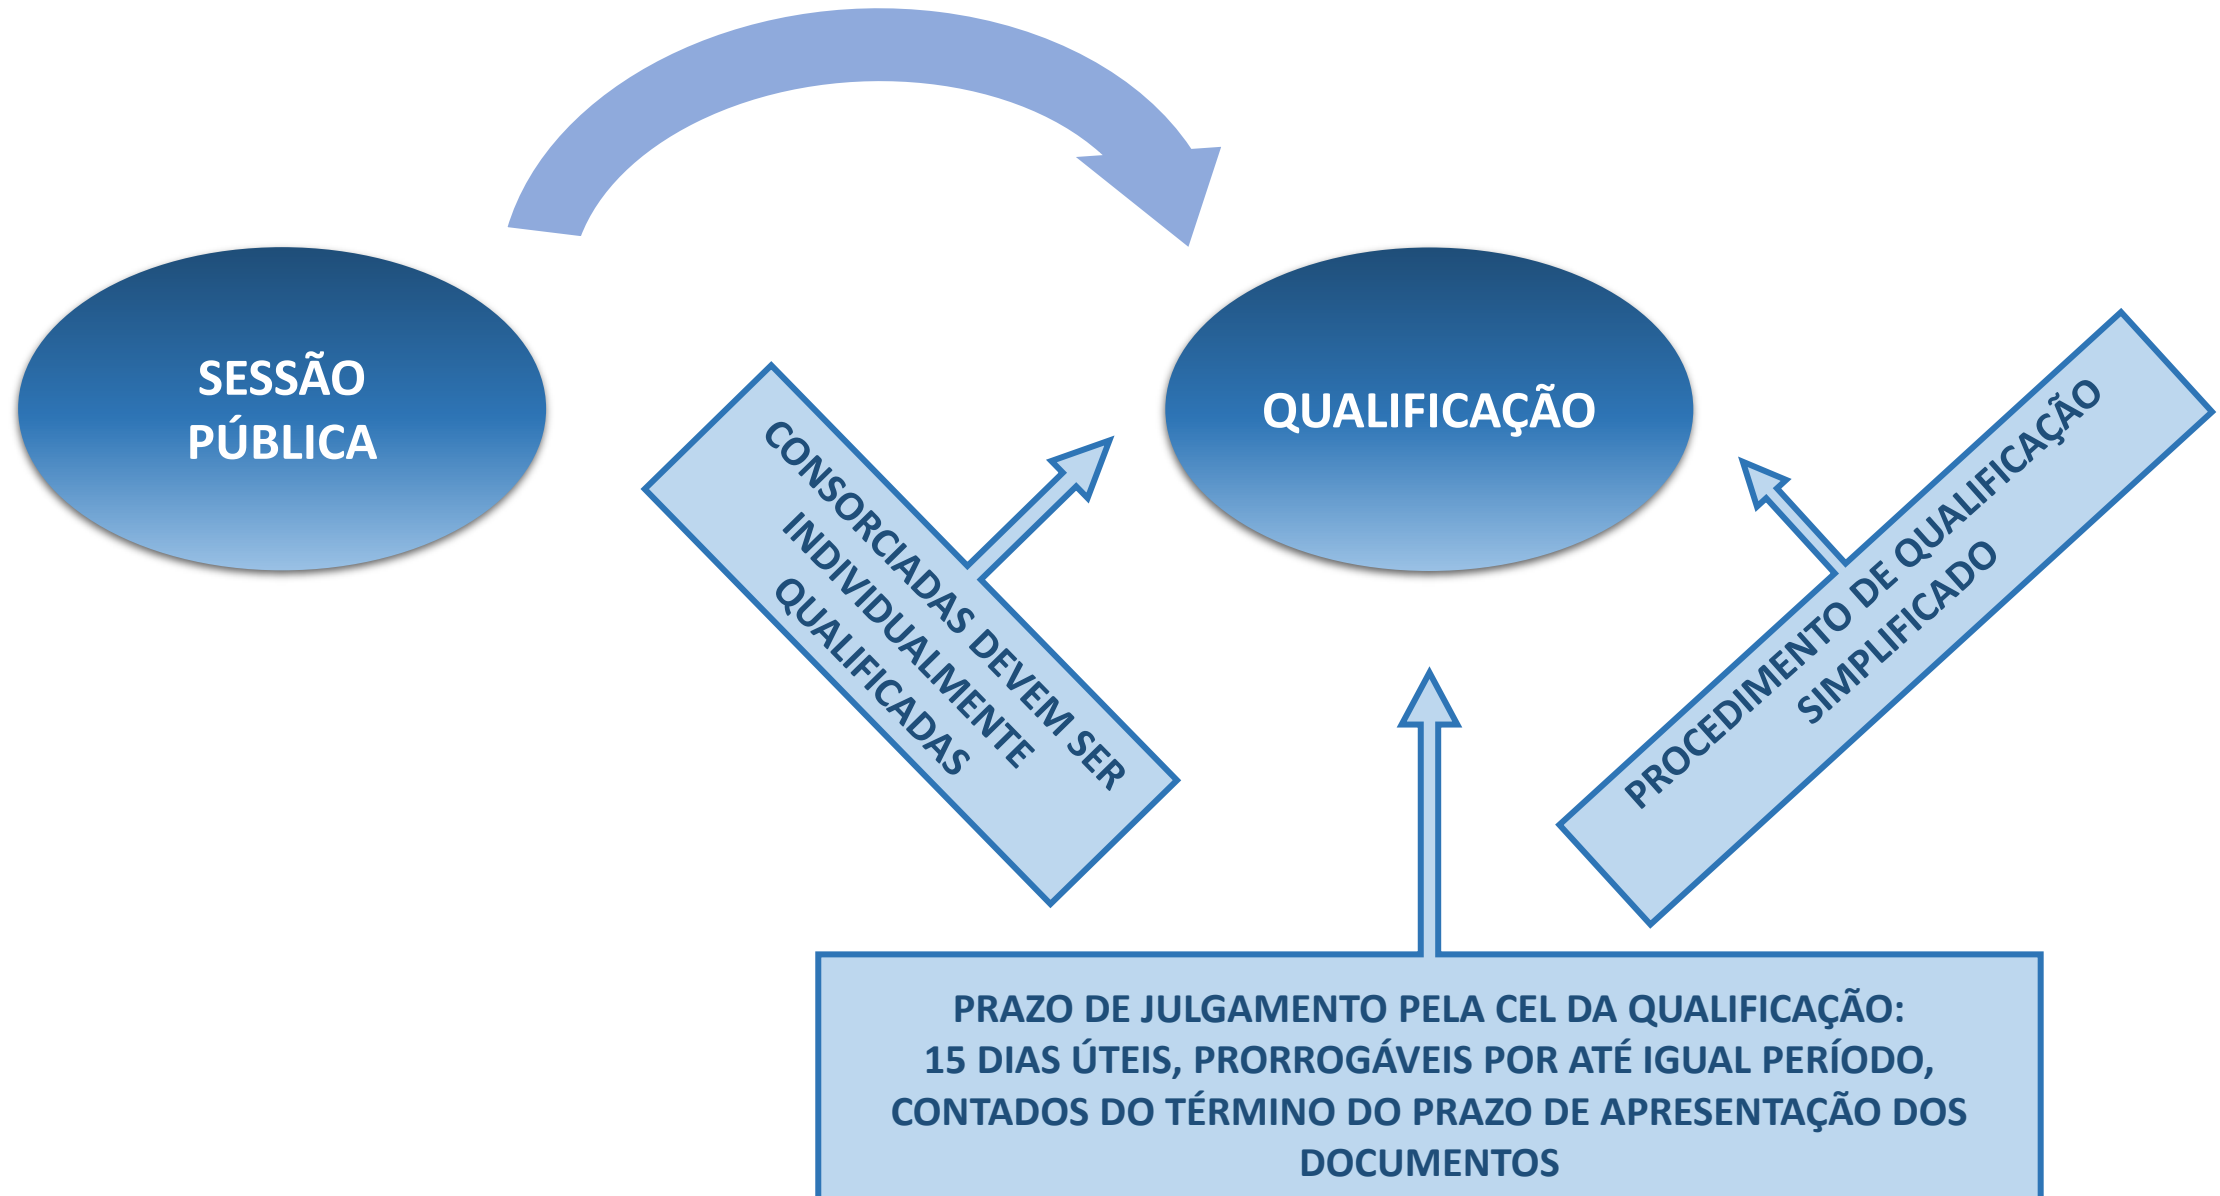 SESSÃO
PÚBLICA
QUALIFICAÇÃO
CONSORCIADAS DEVEM SER
INDIVIDUALMENTE
QUALIFICADAS
PROCEDIMENTO DE QUALIFICAÇÃO
SIMPLIFICADO
PRAZO DE JULGAMENTO PELA CEL DA QUALIFICAÇÃO:
15 DIAS ÚTEIS, PRORROGÁVEIS POR ATÉ IGUAL PERÍODO,
CONTADOS DO TÉRMINO DO PRAZO DE APRESENTAÇÃO DOS
DOCUMENTOS